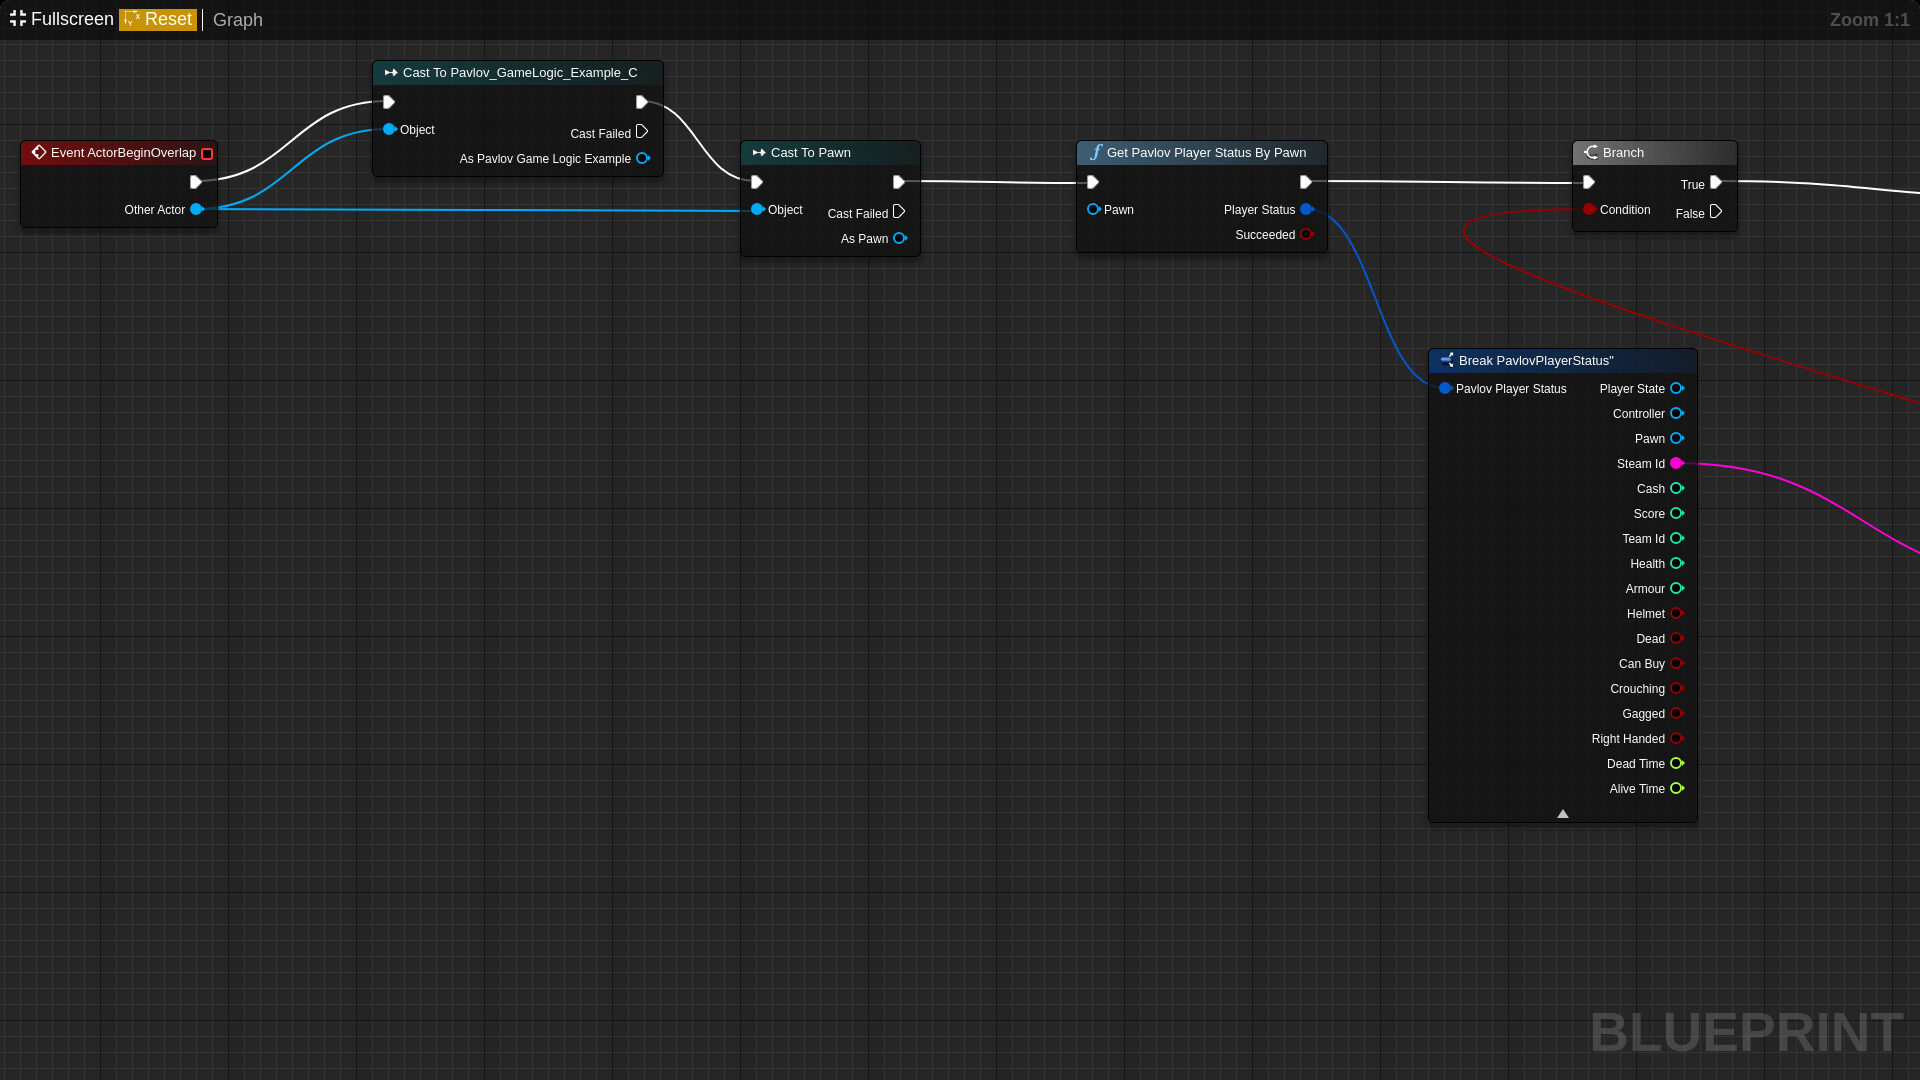 Fullscreen Reset Graph Zoom 1:1
Cast To Pavlov_GameLogic_Example_C
Object
Cast Failed
As Pavlov Game Logic Example
Event ActorBeginOverlap
Other Actor
Cast To Pawn
Object
Cast Failed
As Pawn
Get Pavlov Player Status By Pawn
Pawn
Player Status
Succeeded
Branch
True
Condition
False
Break PavlovPlayerStatus"
Pavlov Player Status
Player State
Controller
Pawn
Steam Id
Cash
Score
Team Id
Health
Armour
Helmet
Dead
Can Buy
Crouching
Gagged
Right Handed
Dead Time
Alive Time
BLUEPRINT